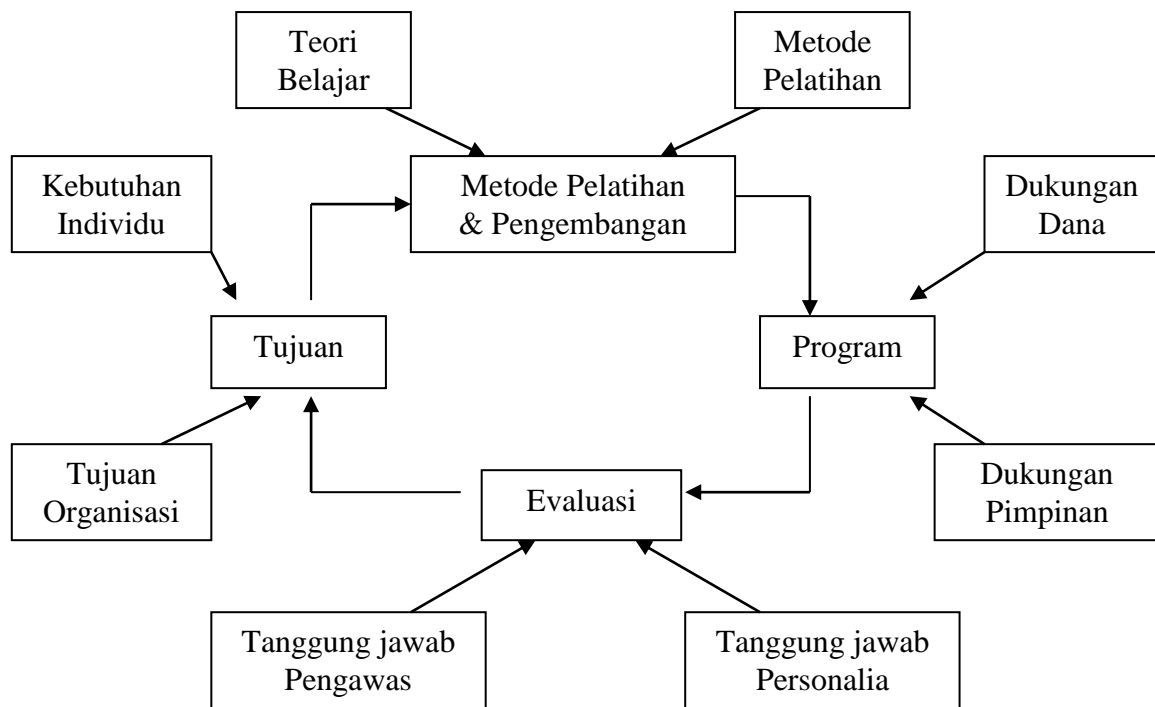 Teori
Belajar
Metode
Pelatihan
Kebutuhan
Individu
Metode Pelatihan
& Pengembangan
Dukungan
Dana
Tujuan
Program
Tujuan
Organisasi
Evaluasi
Dukungan
Pimpinan
Tanggung jawab
Pengawas
Tanggung jawab
Personalia